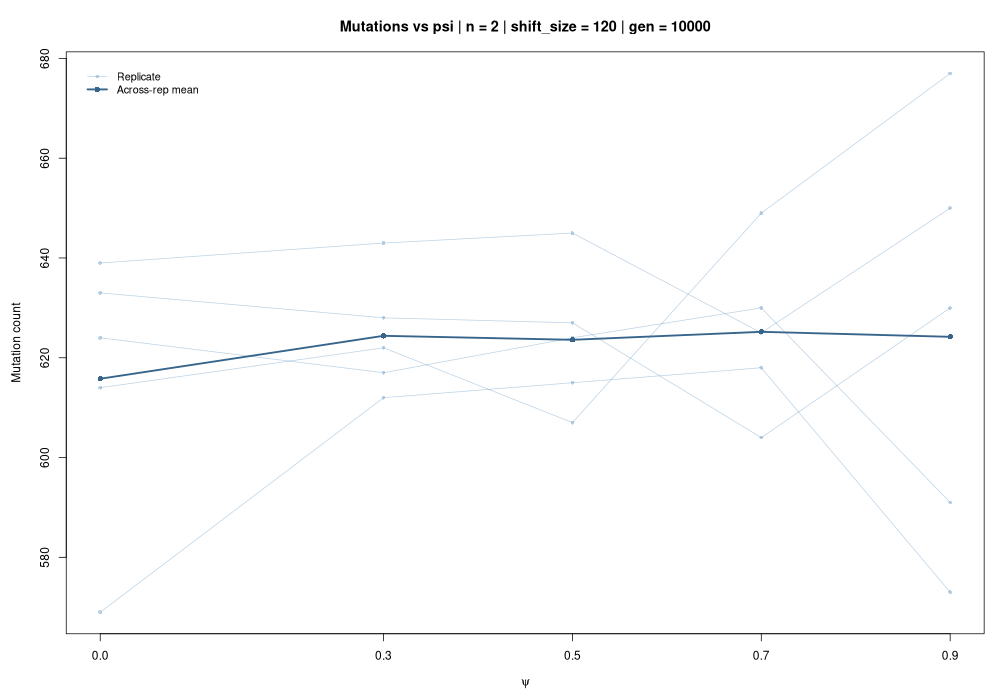 Mutations vs psi | n = 2 | shift_size = 120 | gen = 10000
Replicate
Across-rep mean
Mutation count
680
660
640
620
600
580
0.0 0.3 0.5 0.7 0.9
ψ